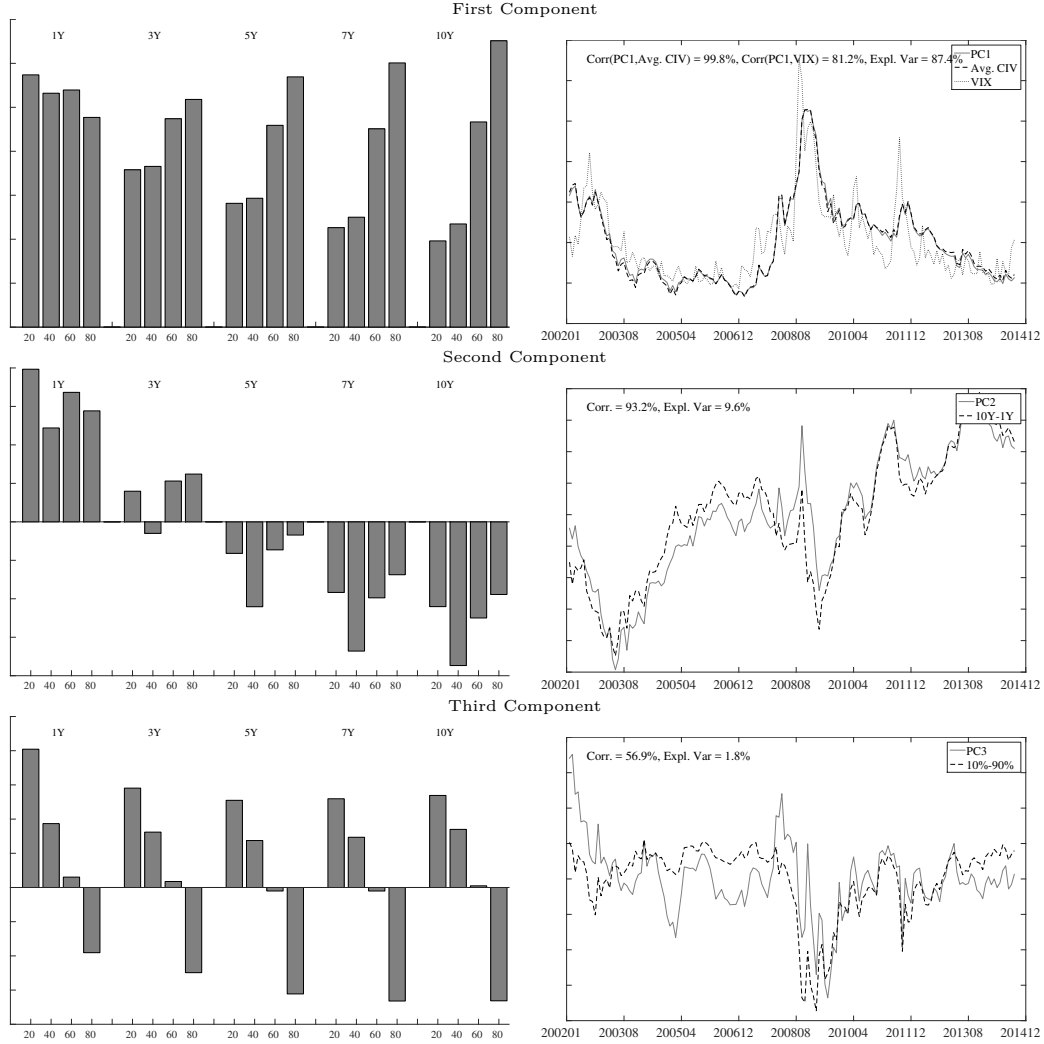 First Component
1Y 3Y 5Y 7Y 10Y
20 40 60 80 20 40 60 80 20 40 60 80 20 40 60 80 20 40 60 80
Corr(PC1,Avg. CIV) = 99.8%, Corr(PC1,VIX) = 81.2%, Expl. Var = 87.4%
PC1
Avg. CIV
VIX
200201 200308 200504 200612 200808 201004 201112 201308 201412
Second Component
1Y 3Y 5Y 7Y 10Y
20 40 60 80 20 40 60 80 20 40 60 80 20 40 60 80 20 40 60 80
Corr. = 93.2%, Expl. Var = 9.6%
PC2
10Y-1Y
200201 200308 200504 200612 200808 201004 201112 201308 201412
Third Component
1Y 3Y 5Y 7Y 10Y
20 40 60 80 20 40 60 80 20 40 60 80 20 40 60 80 20 40 60 80
Corr. = 56.9%, Expl. Var = 1.8%
PC3
10%-90%
200201 200308 200504 200612 200808 201004 201112 201308 201412